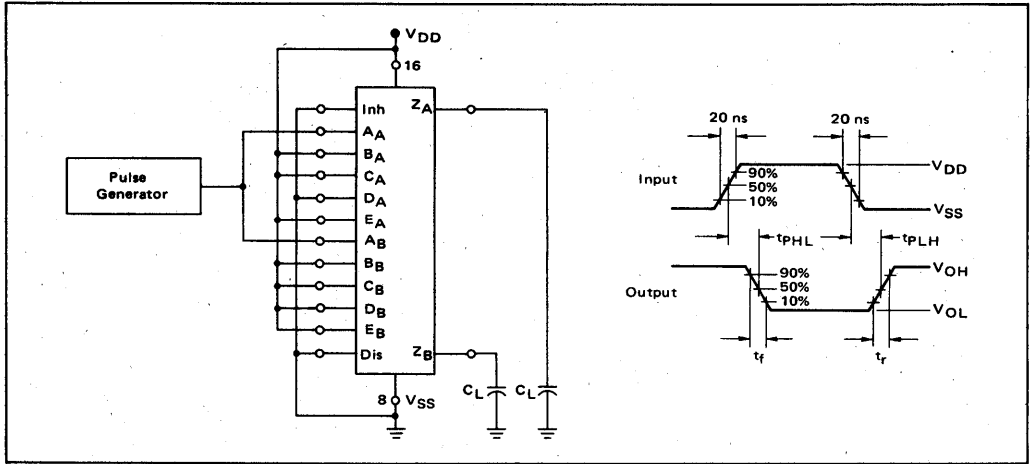 VDD
16
Inh
ZA
AA
BA
CA
DA
EA
AB
BB
CB
DB
EB
Dis
ZB
Pulse
Generator
CL
CL
8
VSS
20 ns
20 ns
Input
90%
50%
10%
VDD
VSS
tPHL
tPLH
Output
90%
50%
10%
VOH
VOL
tf
tr